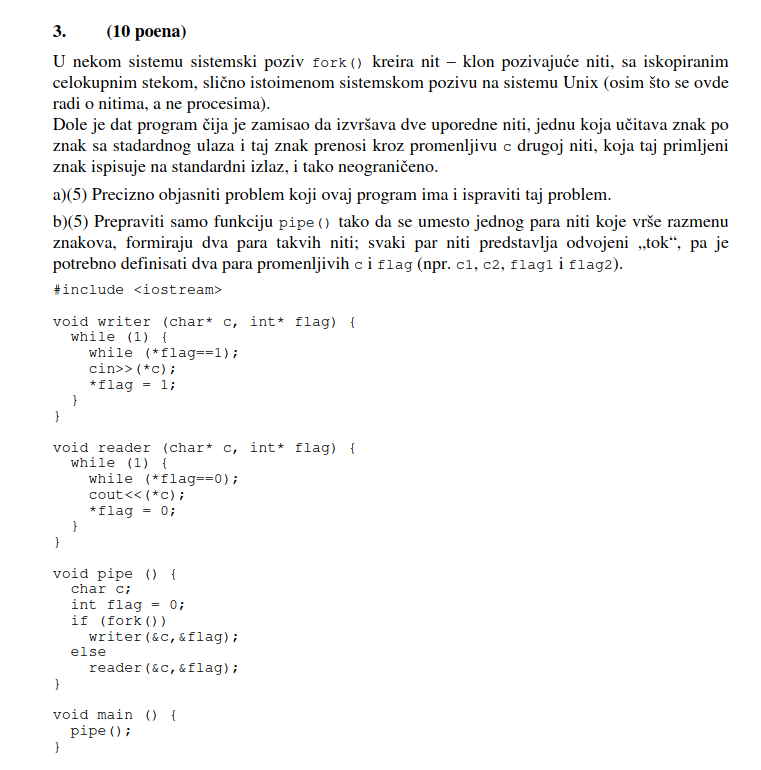 3. (10 poena)
U nekom sistemu sistemski poziv fork() kreira nit – klon pozivajuće niti, sa iskopiranim
celokupnim stekom, slično istoimenom sistemskom pozivu na sistemu Unix (osim što se ovde
radi o nitima, a ne procesima).
Dole je dat program čija je zamisao da izvršava dve uporedne niti, jednu koja učitava znak po
znak sa stadardnog ulaza i taj znak prenosi kroz promenljivu c drugoj niti, koja taj primljeni
znak ispisuje na standardni izlaz, i tako neograničeno.
a)(5) Precizno objasniti problem koji ovaj program ima i ispraviti taj problem.
b)(5) Prepraviti samo funkciju pipe() tako da se umesto jednog para niti koje vrše razmenu
znakova, formiraju dva para takvih niti; svaki par niti predstavlja odvojeni „tok“, pa je
potrebno definisati dva para promenljivih c i flag (npr. c1, c2, flag1 i flag2).
#include <iostream>
void writer (char* c, int* flag) {
  while (1) {
    while (*flag==1);
    cin>>(*c);
    *flag = 1;
  }
}
void reader (char* c, int* flag) {
  while (1) {
    while (*flag==0);
    cout<<(*c);
    *flag = 0;
  }
}
void pipe () {
  char c;
  int flag = 0;
  if (fork())
    writer(&c,&flag);
  else
    reader(&c,&flag);
}
void main () {
  pipe();
}